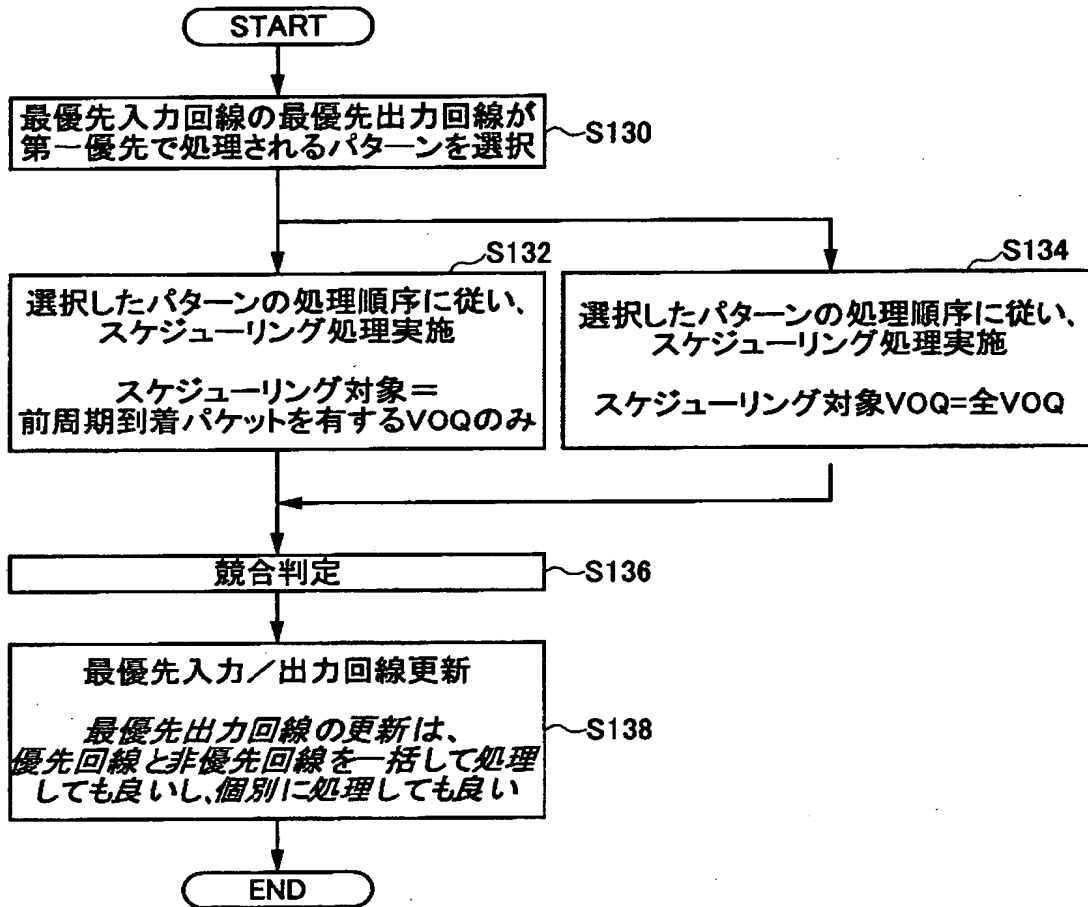 START
最優先入力回線の最優先出力回線が
第一優先で処理されるパターンを選択
S130
S132
選択したパターンの処理順序に従い、
スケジューリング処理実施
スケジューリング対象＝
前周期到着パケットを有するVOQのみ
S134
選択したパターンの処理順序に従い、
スケジューリング処理実施
スケジューリング対象VOQ=全VOQ
競合判定
S136
最優先入力／出力回線更新
最優先出力回線の更新は、
優先回線と非優先回線を一括して処理
しても良いし、個別に処理しても良い
S138
END